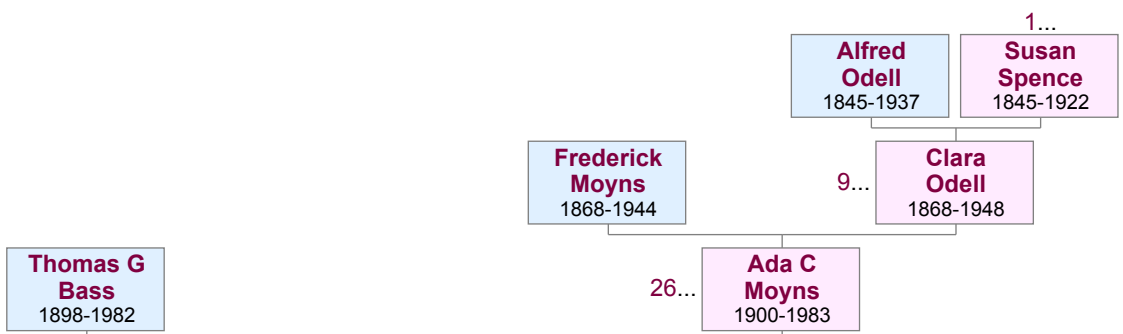 1...
Alfred
Odell
1845-1937
Susan
Spence
1845-1922
Frederick
Moyns
1868-1944
9...
Clara
Odell
1868-1948
Thomas G
Bass
1898-1982
26...
Ada C
Moyns
1900-1983